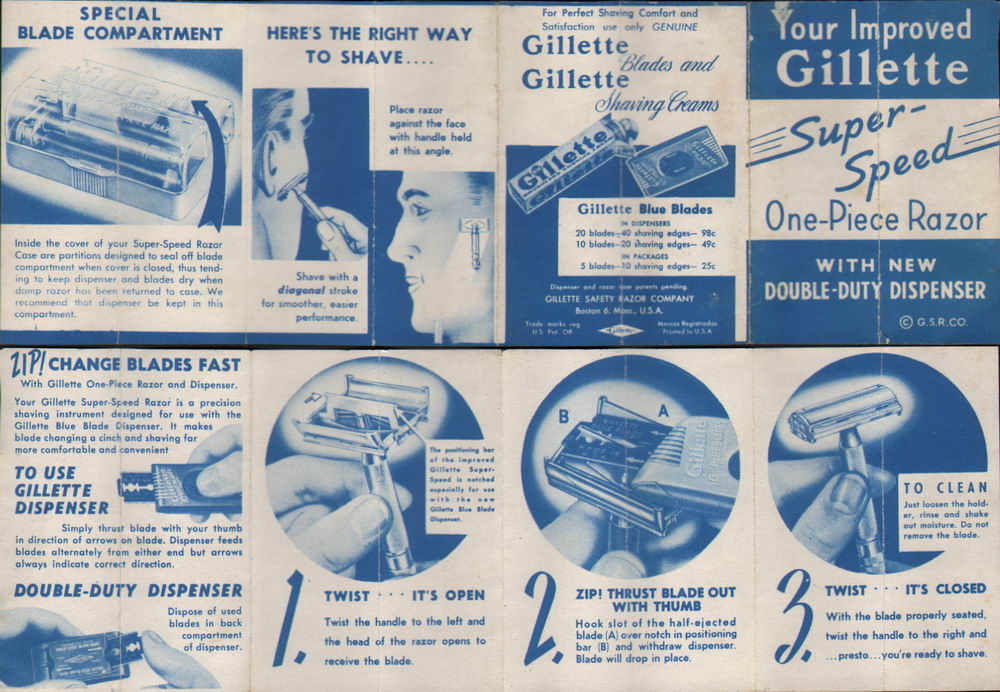 SPECIAL
BLADE COMPARTMENT
Inside the cover of your Super-Speed Razor
Case are partitions designed to seal off blade
compartment when cover is closed, thus tend-
ing to keep dispenser and blades dry when
damp razor has been returned to case. We
recommend that dispenser be kept in this
compartment.
HERE'S THE RIGHT WAY
TO SHAVE....
Place razor
against the face
with handle held
at this angle.
Shave with a
diagonal stroke
for smoother, easier
performance.
For Perfect Shaving Comfort and
Satisfaction use only GENUINE
Gillette
Blades and
Gillette
Shaving Creams
Gillette
Gillette Blue Blades
IN DISPENSERS
20 blades—40 shaving edges— 98c
10 blades—20 shaving edges— 49c
IN PACKAGES
5 blades—10 shaving edges— 25c
Dispenser and razor case patents pending.
GILLETTE SAFETY RAZOR COMPANY
Boston 6, Mass., U.S.A.
Trade marks reg
U.S. Pat. Off.
Gillette
Marcas Registradas
Printed in U.S.A
Your Improved
Gillette
Super-
Speed
One-Piece Razor
WITH NEW
DOUBLE-DUTY DISPENSER
© G.S.R.CO.
ZIP! CHANGE BLADES FAST
With Gillette One-Piece Razor and Dispenser.
Your Gillette Super-Speed Razor is a precision
shaving instrument designed for use with the
Gillette Blue Blade Dispenser. It makes
blade changing a cinch and shaving far
more comfortable and convenient
TO USE
GILLETTE
DISPENSER
Simply thrust blade with your thumb
in direction of arrows on blade. Dispenser feeds
blades alternately from either end but arrows
always indicate correct direction.
DOUBLE-DUTY DISPENSER
Dispose of used
blades in back
compartment
of dispenser.
The positioning bar
of the improved
Gillette Super-
Speed is notched
especially for use
with the new
Gillette Blue Blade
Dispenser.
1.
TWIST · · · IT'S OPEN
Twist the handle to the left and
the head of the razor opens to
receive the blade.
B
A
Gillette
2.
ZIP! THRUST BLADE OUT
WITH THUMB
Hook slot of the half-ejected
blade (A) over notch in positioning
bar (B) and withdraw dispenser.
Blade will drop in place.
TO CLEAN
Just loosen the hold-
er, rinse and shake
out moisture. Do not
remove the blade.
3.
TWIST · · · IT'S CLOSED
With the blade properly seated,
twist the handle to the right and
...presto...you're ready to shave.